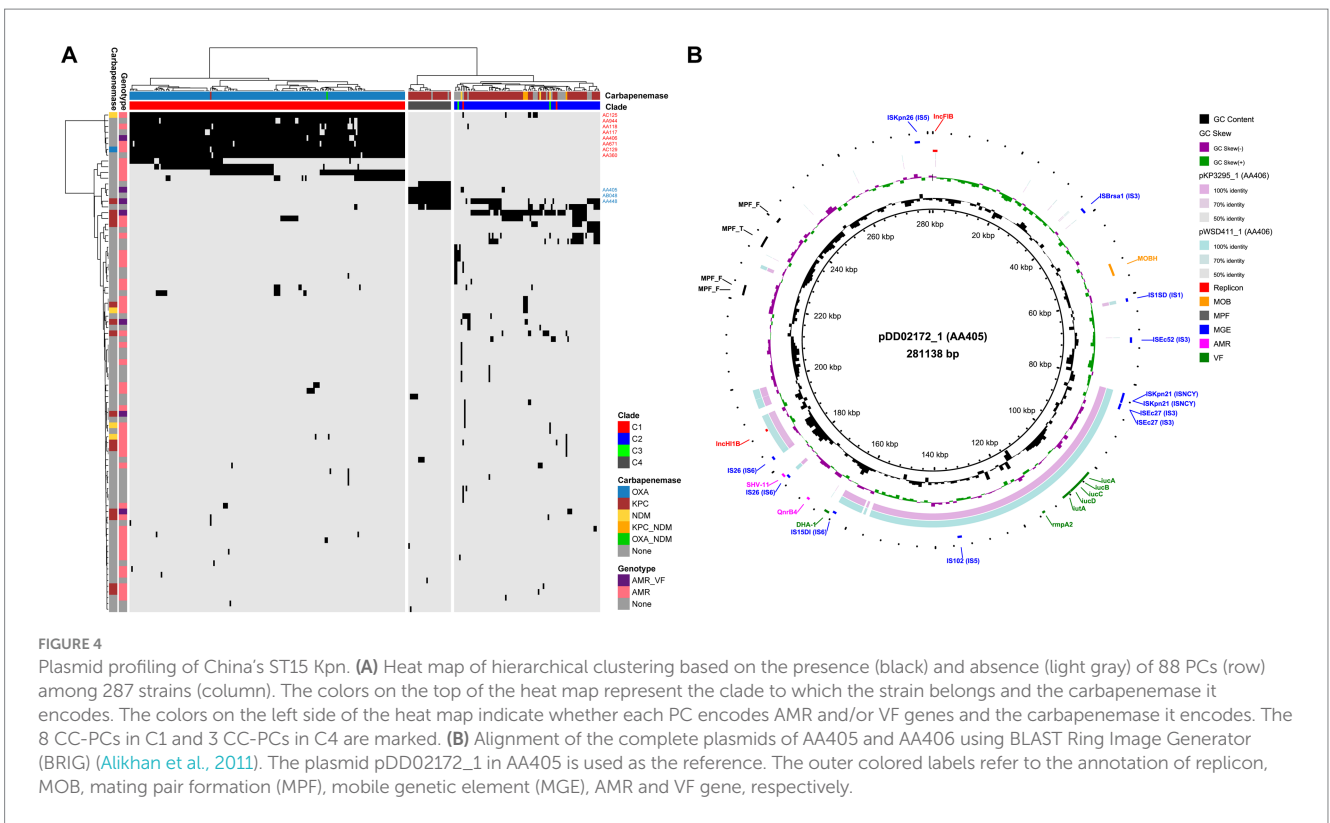 A
Carbapenemase
Genotype
Carbapenemase
Clade
AC125
AA944
AA118
AA117
AA406
AA671
AC129
AA360
AA405
AB048
AA448
Clade
C1
C2
C3
C4
Carbapenemase
OXA
KPC
NDM
KPC_NDM
OXA_NDM
None
Genotype
AMR_VF
AMR
None
B
ISKpn26 (IS5)
IncFIB
ISBrsa1 (IS3)
MOBH
IS1SD (IS1)
ISEc52 (IS3)
ISKpn21 (ISNCY)
ISKpn21 (ISNCY)
ISEc27 (IS3)
ISEc27 (IS3)
iucA
iucB
iucC
iucD
iutA
rmpA2
IS102 (IS5)
IS15DI (IS6)
DHA-1
QnrB4
IS26 (IS6)
SHV-11
IS26 (IS6)
IncHI1B
MPF_F
MPF_F
MPF_T
MPF_F
280 kbp
20 kbp
40 kbp
60 kbp
80 kbp
100 kbp
120 kbp
140 kbp
160 kbp
180 kbp
200 kbp
220 kbp
240 kbp
260 kbp
pDD02172_1 (AA405)
281138 bp
GC Content
GC Skew
GC Skew(-)
GC Skew(+)
pKP3295_1 (AA406)
100% identity
70% identity
50% identity
pWSD411_1 (AA406)
100% identity
70% identity
50% identity
Replicon
MOB
MPF
MGE
AMR
VF
FIGURE 4
Plasmid profiling of China's ST15 Kpn. (A) Heat map of hierarchical clustering based on the presence (black) and absence (light gray) of 88 PCs (row)
among 287 strains (column). The colors on the top of the heat map represent the clade to which the strain belongs and the carbapenemase it
encodes. The colors on the left side of the heat map indicate whether each PC encodes AMR and/or VF genes and the carbapenemase it encodes. The
8 CC-PCs in C1 and 3 CC-PCs in C4 are marked. (B) Alignment of the complete plasmids of AA405 and AA406 using BLAST Ring Image Generator
(BRIG) (Alikhan et al., 2011). The plasmid pDD02172_1 in AA405 is used as the reference. The outer colored labels refer to the annotation of replicon,
MOB, mating pair formation (MPF), mobile genetic element (MGE), AMR and VF gene, respectively.